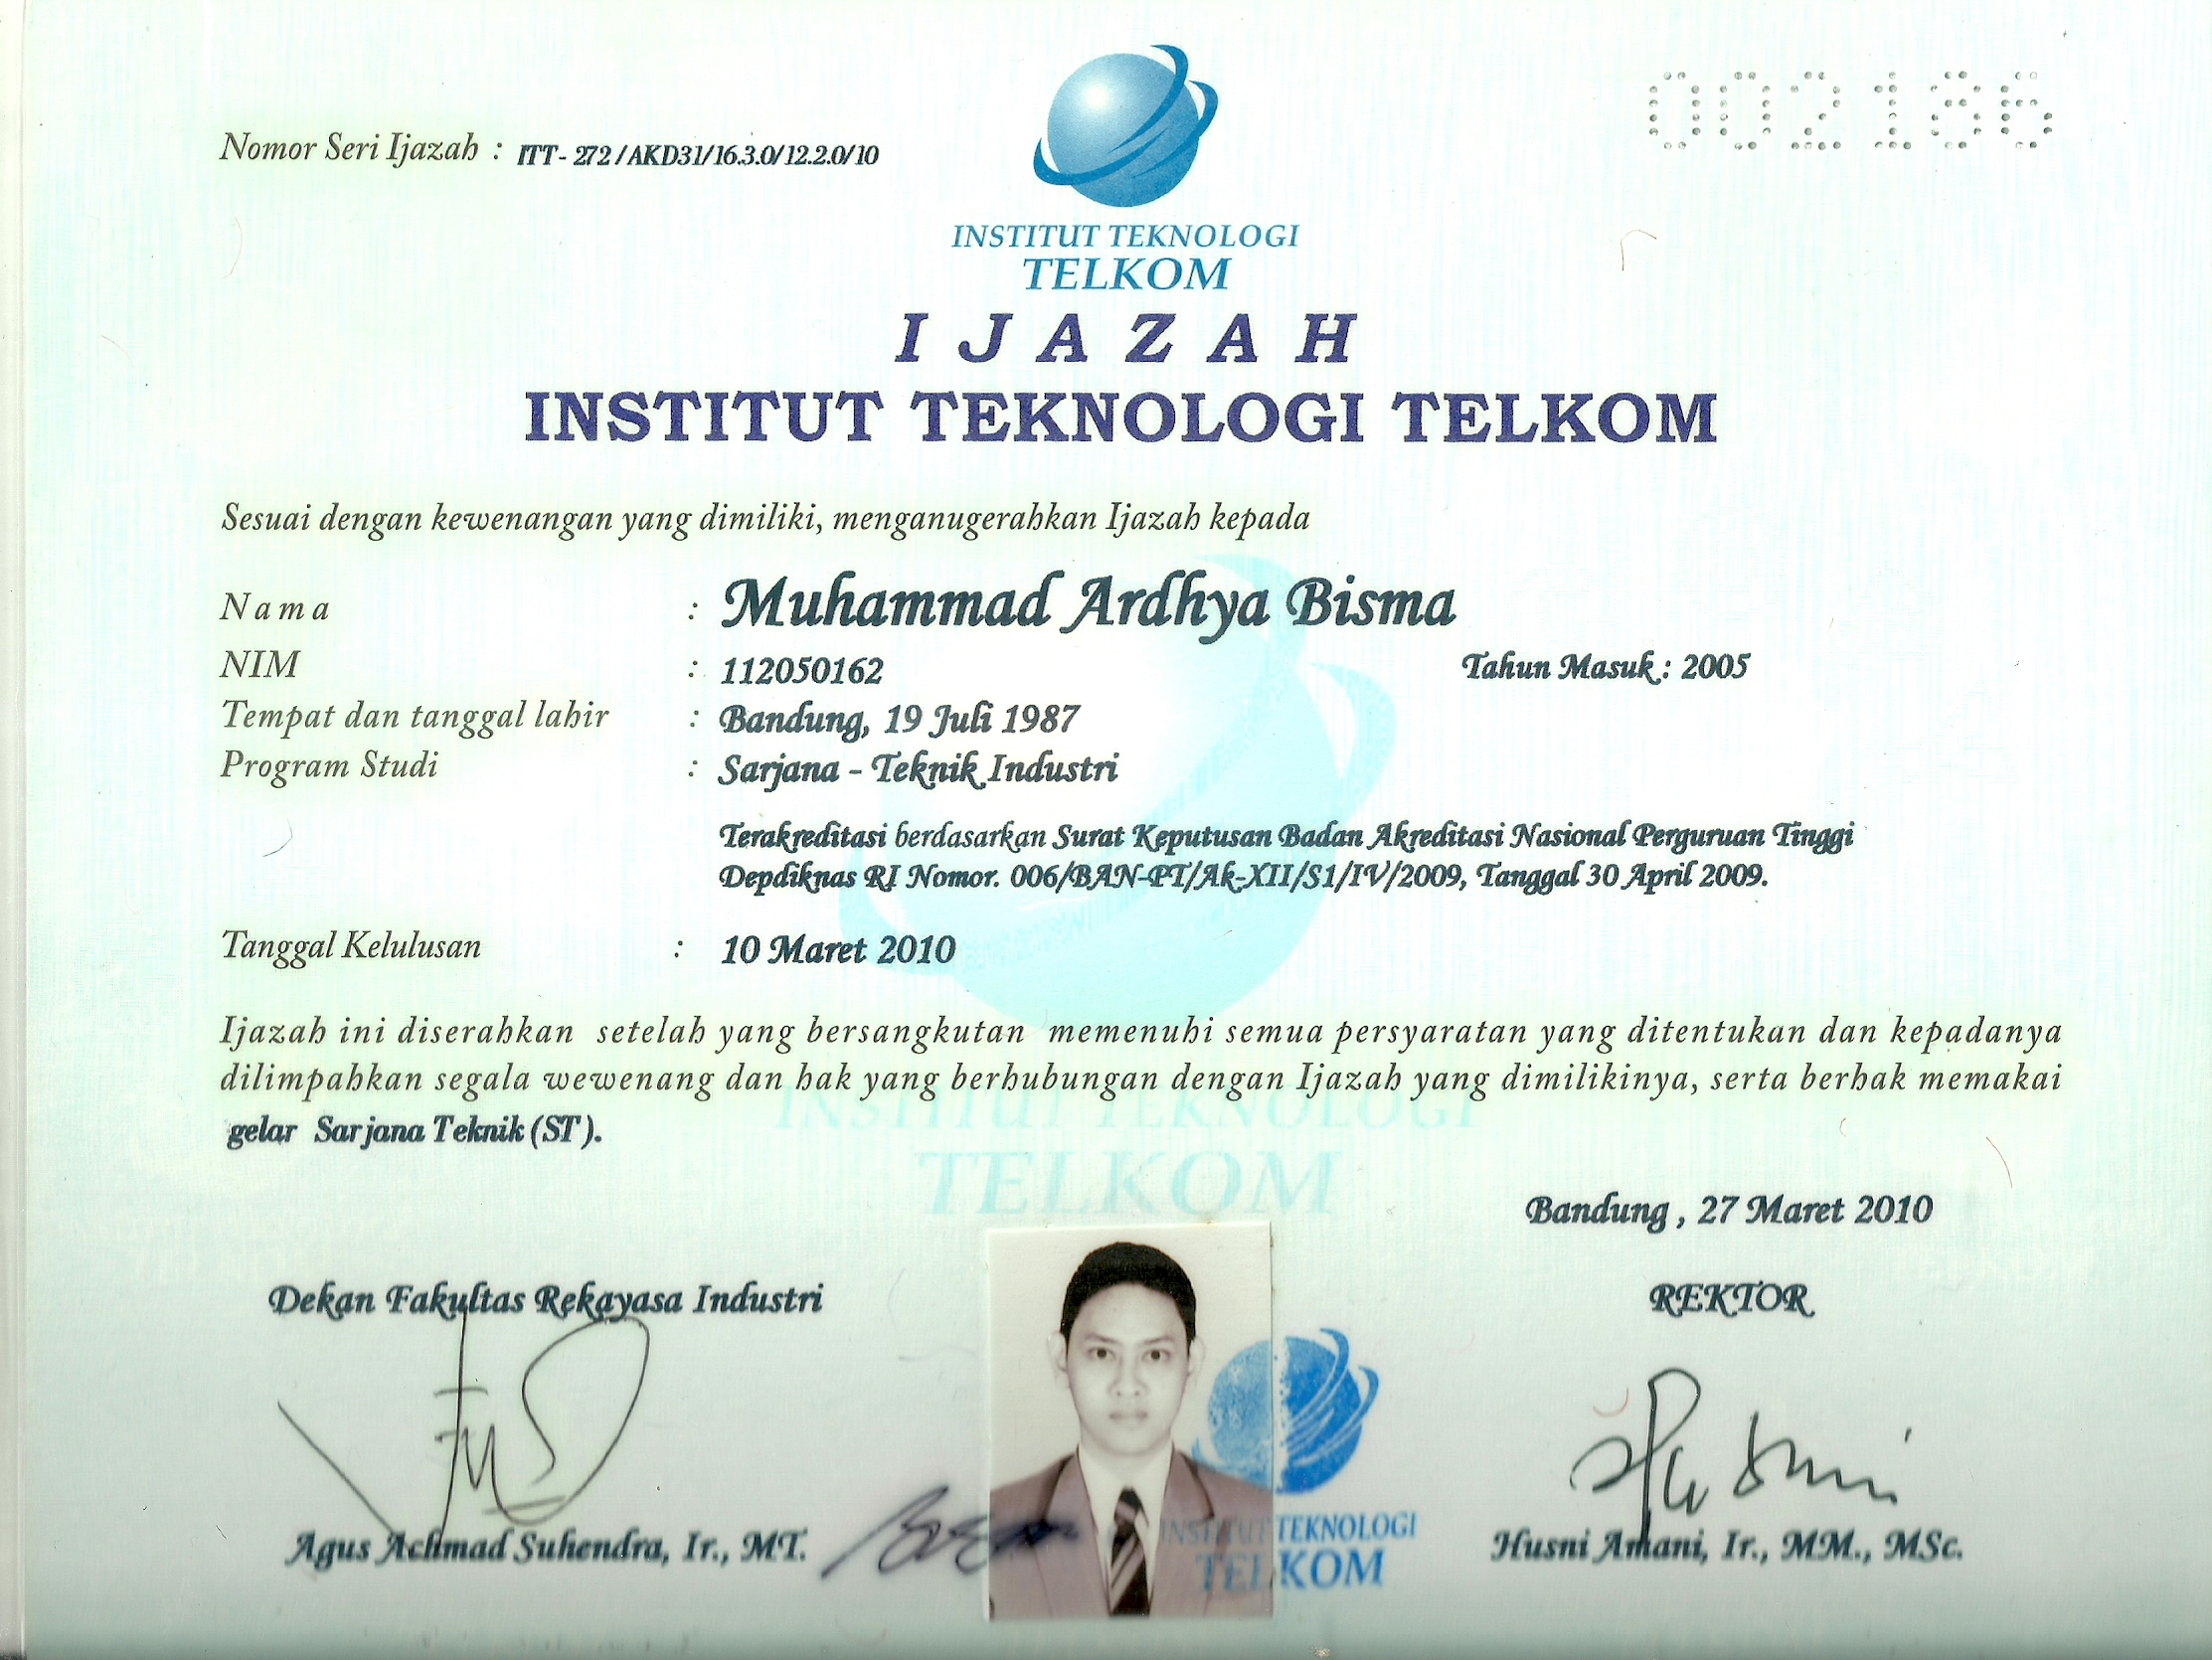 Nomor Seri Ijazah : ITT- 272 / AKD31/16.3.0/12.2.0/10
002186
INSTITUT TEKNOLOGI
TELKOM
IJAZAH
INSTITUT TEKNOLOGI TELKOM
Sesuai dengan kewenangan yang dimiliki, menganugerahkan Ijazah kepada
Nama : Muhammad Ardhya Bisma
NIM : 112050162 Tahun Masuk : 2005
Tempat dan tanggal lahir : Bandung, 19 Juli 1987
Program Studi : Sarjana - Teknik Industri
Terakreditasi berdasarkan Surat Keputusan Badan Akreditasi Nasional Perguruan Tinggi
Depdiknas RI Nomor. 006/BAN-PT/Ak-XII/S1/IV/2009, Tanggal 30 April 2009.
Tanggal Kelulusan : 10 Maret 2010
Ijazah ini diserahkan setelah yang bersangkutan memenuhi semua persyaratan yang ditentukan dan kepadanya
dilimpahkan segala wewenang dan hak yang berhubungan dengan Ijazah yang dimilikinya, serta berhak memakai
gelar Sarjana Teknik (ST).
INSTITUT TEKNOLOGI
TELKOM
Bandung , 27 Maret 2010
Dekan Fakultas Rekayasa Industri
REKTOR
Agus Achmad Suhendra, Ir., MT.
INSTITUT TEKNOLOGI
TELKOM
Husni Amani, Ir., MM., MSc.